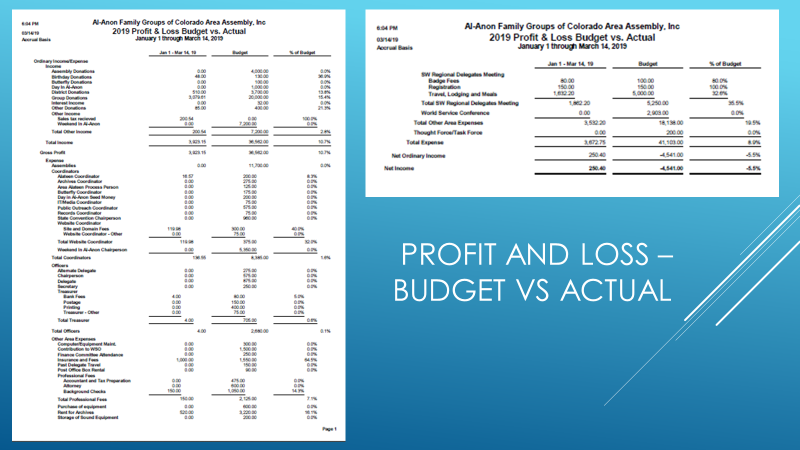 6:04 PM
03/14/19
Accrual Basis
Al-Anon Family Groups of Colorado Area Assembly, Inc
2019 Profit & Loss Budget vs. Actual
January 1 through March 14, 2019
Jan 1 - Mar 14, 19 Budget % of Budget
Ordinary Income/Expense
Income
Assembly Donations 0.00 4,000.00 0.0%
Birthday Donations 48.00 130.00 36.9%
Butterfly Donations 0.00 100.00 0.0%
Day In Al-Anon 0.00 1,000.00 0.0%
District Donations 510.00 3,700.00 13.8%
Group Donations 3,079.61 20,000.00 15.4%
Interest Income 0.00 32.00 0.0%
Other Donations 85.00 400.00 21.3%
Other Income
Sales tax recieved 200.54 0.00 100.0%
Weekend In Al-Anon 0.00 7,200.00 0.0%
Total Other Income 200.54 7,200.00 2.8%
Total Income 3,923.15 36,562.00 10.7%
Gross Profit 3,923.15 36,562.00 10.7%
Expense
Assemblies 0.00 11,700.00 0.0%
Coordinators
Alateen Coordinator 16.57 200.00 8.3%
Archives Coordinator 0.00 275.00 0.0%
Area Alateen Process Person 0.00 125.00 0.0%
Butterfly Coordinator 0.00 175.00 0.0%
Day in Al-Anon Seed Money 0.00 200.00 0.0%
IT/Media Coordinator 0.00 75.00 0.0%
Public Outreach Coordinator 0.00 575.00 0.0%
Records Coordinator 0.00 75.00 0.0%
State Convention Chairperson 0.00 960.00 0.0%
Website Coordinator
Site and Domain Fees 119.98 300.00 40.0%
Website Coordinator - Other 0.00 75.00 0.0%
Total Website Coordinator 119.98 375.00 32.0%
Weekend In Al-Anon Chairperson 0.00 5,350.00 0.0%
Total Coordinators 136.55 8,345.00 1.6%
Officers
Alternate Delegate 0.00 275.00 0.0%
Chairperson 0.00 575.00 0.0%
Delegate 0.00 875.00 0.0%
Secretary 0.00 250.00 0.0%
Treasurer
Bank Fees 4.00 80.00 5.0%
Postage 0.00 150.00 0.0%
Printing 0.00 400.00 0.0%
Treasurer - Other 0.00 75.00 0.0%
Total Treasurer 4.00 705.00 0.6%
Total Officers 4.00 2,680.00 0.1%
Other Area Expenses
Computer/Equipment Maint. 0.00 300.00 0.0%
Contribution to WSO 0.00 1,500.00 0.0%
Finance Committee Attendance 0.00 250.00 0.0%
Insurance and Fees 1,000.00 1,550.00 64.5%
Past Delegate Travel 0.00 150.00 0.0%
Post Office Box Rental 0.00 90.00 0.0%
Professional Fees
Accountant and Tax Preparation 0.00 475.00 0.0%
Attorney 0.00 600.00 0.0%
Background Checks 150.00 1,050.00 14.3%
Total Professional Fees 150.00 2,125.00 7.1%
Purchase of equipment 0.00 600.00 0.0%
Rent for Archives 520.00 3,220.00 16.1%
Storage of Sound Equipment 0.00 200.00 0.0%
Page 1
6:04 PM
03/14/19
Accrual Basis
Al-Anon Family Groups of Colorado Area Assembly, Inc
2019 Profit & Loss Budget vs. Actual
January 1 through March 14, 2019
Jan 1 - Mar 14, 19 Budget % of Budget
SW Regional Delegates Meeting
Badge Fees 80.00 100.00 80.0%
Registration 150.00 150.00 100.0%
Travel, Lodging and Meals 1,632.20 5,000.00 32.6%
Total SW Regional Delegates Meeting 1,862.20 5,250.00 35.5%
World Service Conference 0.00 2,903.00 0.0%
Total Other Area Expenses 3,532.20 18,138.00 19.5%
Thought Force/Task Force 0.00 200.00 0.0%
Total Expense 3,672.75 41,103.00 8.9%
Net Ordinary Income 250.40 -4,541.00 -5.5%
Net Income 250.40 -4,541.00 -5.5%
PROFIT AND LOSS –
BUDGET VS ACTUAL